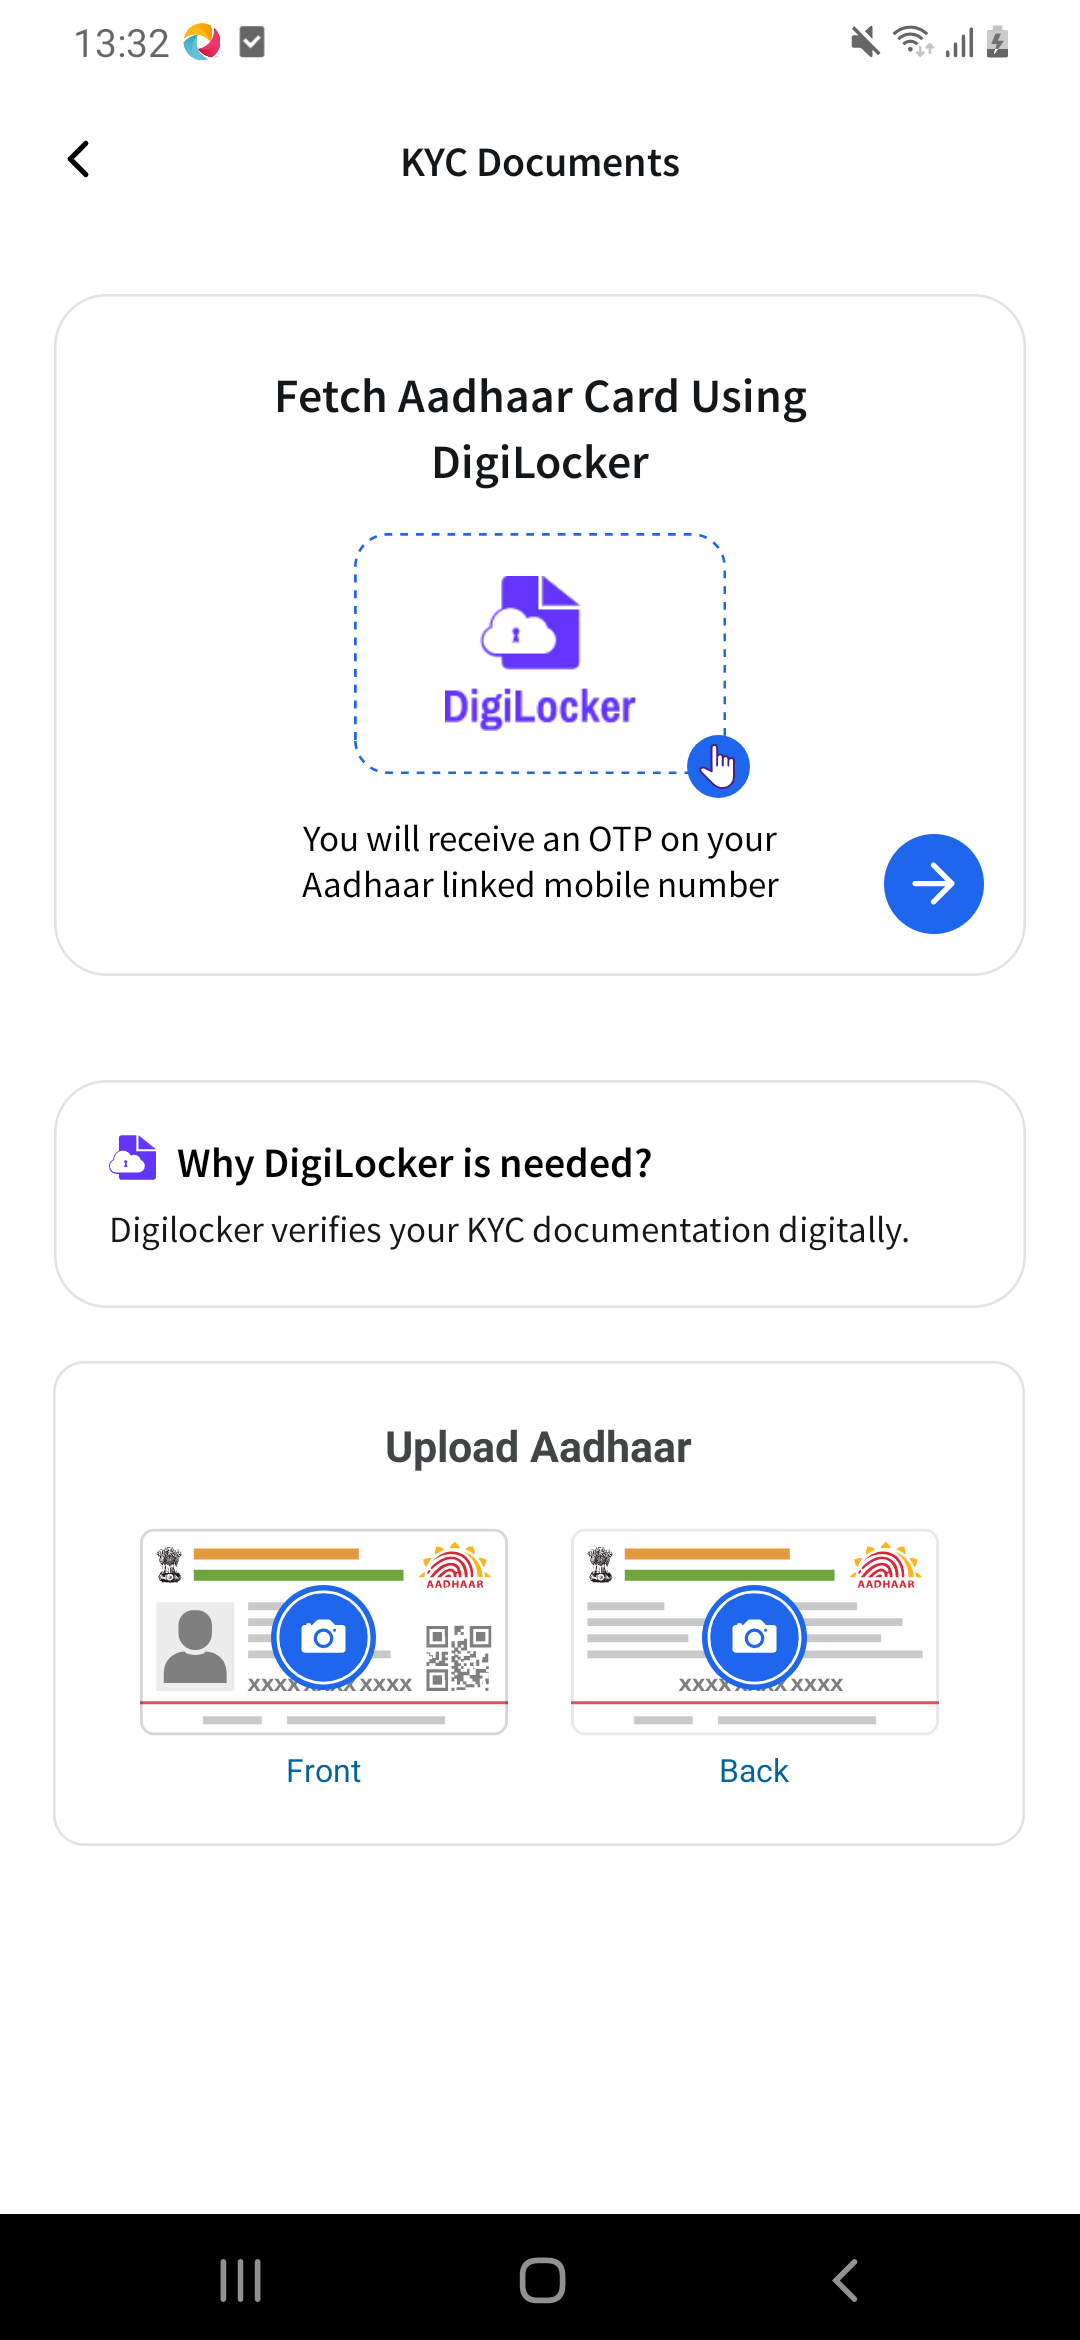 13:32
KYC Documents
Fetch Aadhaar Card Using
DigiLocker
DigiLocker
You will receive an OTP on your
Aadhaar linked mobile number
Why DigiLocker is needed?
Digilocker verifies your KYC documentation digitally.
Upload Aadhaar
AADHAAR
XXXX XXXX XXXX
Front
AADHAAR
XXXX XXXX XXXX
Back